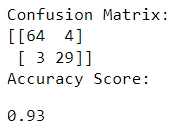 Confusion Matrix:
[[64  4]
 [ 3 29]]
Accuracy Score:
0.93